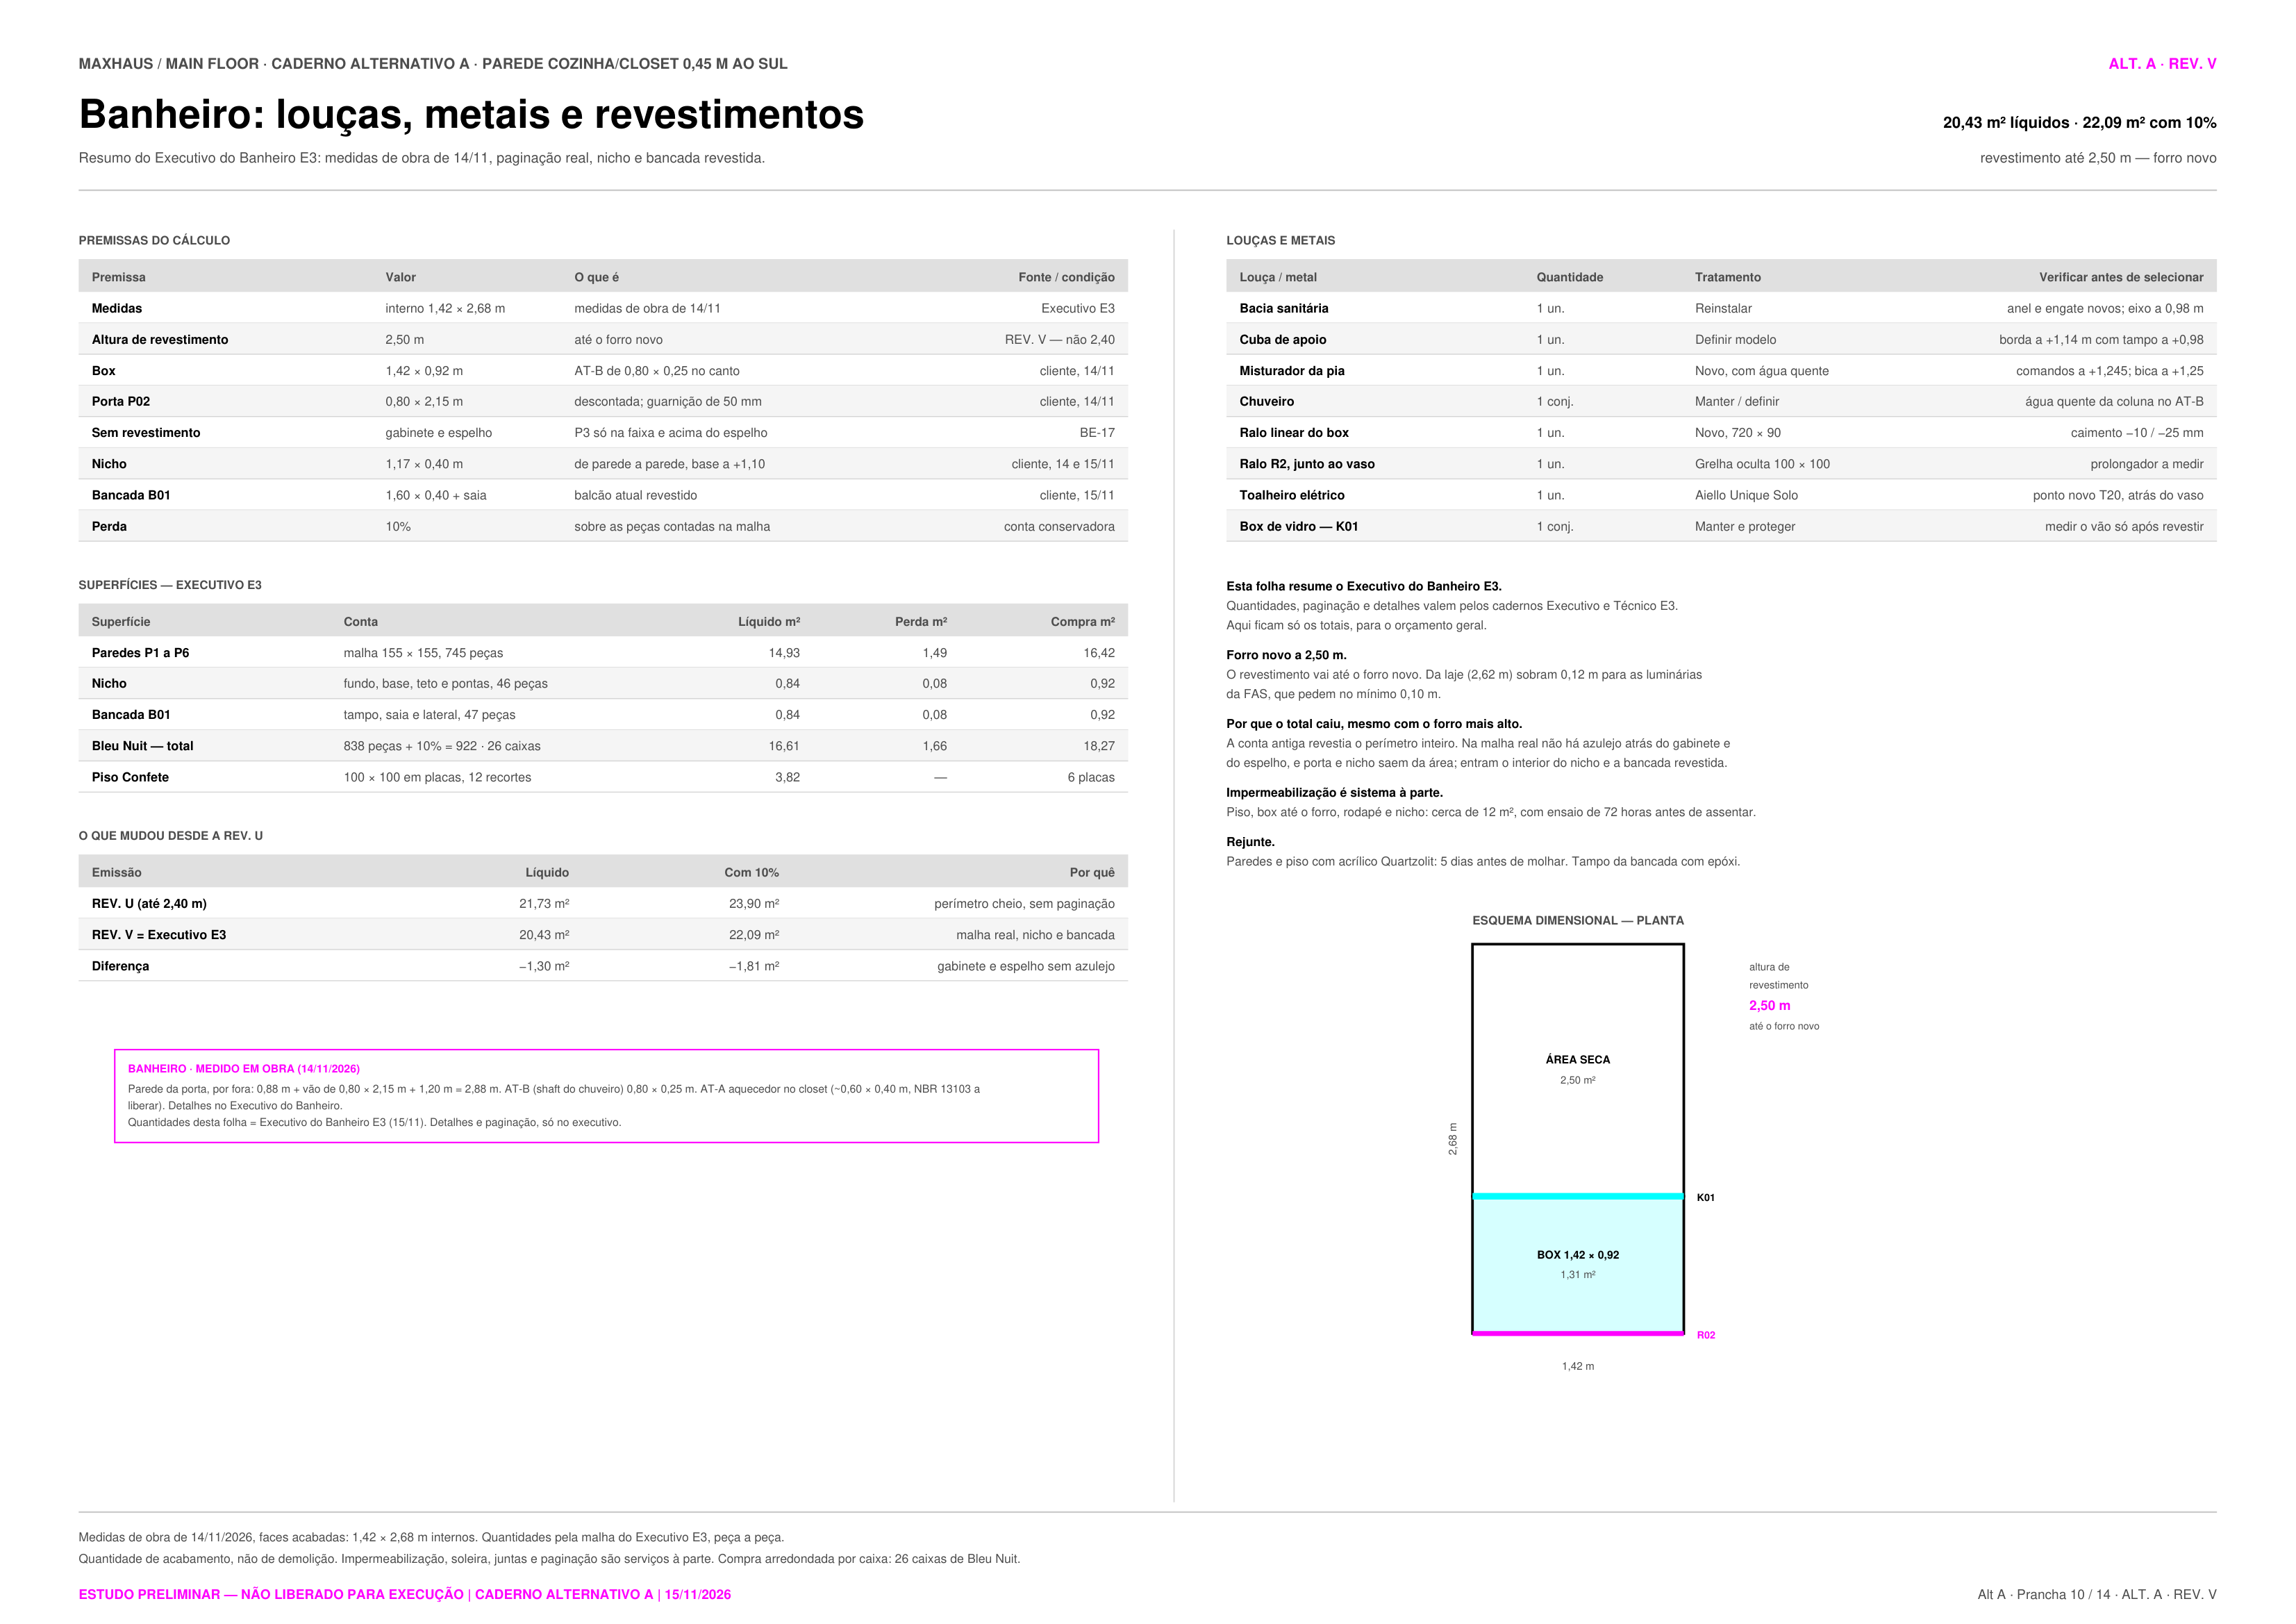 MAXHAUS / MAIN FLOOR · CADERNO ALTERNATIVO A · PAREDE COZINHA/CLOSET 0,45 M AO SUL
ALT. A · REV. V
Banheiro: louças, metais e revestimentos
20,43 m² líquidos · 22,09 m² com 10%
Resumo do Executivo do Banheiro E3: medidas de obra de 14/11, paginação real, nicho e bancada revestida.
revestimento até 2,50 m — forro novo
PREMISSAS DO CÁLCULO
Premissa Valor O que é Fonte / condição
Medidas interno 1,42 × 2,68 m medidas de obra de 14/11 Executivo E3
Altura de revestimento 2,50 m até o forro novo REV. V — não 2,40
Box 1,42 × 0,92 m AT-B de 0,80 × 0,25 no canto cliente, 14/11
Porta P02 0,80 × 2,15 m descontada; guarnição de 50 mm cliente, 14/11
Sem revestimento gabinete e espelho P3 só na faixa e acima do espelho BE-17
Nicho 1,17 × 0,40 m de parede a parede, base a +1,10 cliente, 14 e 15/11
Bancada B01 1,60 × 0,40 + saia balcão atual revestido cliente, 15/11
Perda 10% sobre as peças contadas na malha conta conservadora
SUPERFÍCIES — EXECUTIVO E3
Superfície Conta Líquido m² Perda m² Compra m²
Paredes P1 a P6 malha 155 × 155, 745 peças 14,93 1,49 16,42
Nicho fundo, base, teto e pontas, 46 peças 0,84 0,08 0,92
Bancada B01 tampo, saia e lateral, 47 peças 0,84 0,08 0,92
Bleu Nuit — total 838 peças + 10% = 922 · 26 caixas 16,61 1,66 18,27
Piso Confete 100 × 100 em placas, 12 recortes 3,82 — 6 placas
O QUE MUDOU DESDE A REV. U
Emissão Líquido Com 10% Por quê
REV. U (até 2,40 m) 21,73 m² 23,90 m² perímetro cheio, sem paginação
REV. V = Executivo E3 20,43 m² 22,09 m² malha real, nicho e bancada
Diferença −1,30 m² −1,81 m² gabinete e espelho sem azulejo
BANHEIRO · MEDIDO EM OBRA (14/11/2026)
Parede da porta, por fora: 0,88 m + vão de 0,80 × 2,15 m + 1,20 m = 2,88 m. AT-B (shaft do chuveiro) 0,80 × 0,25 m. AT-A aquecedor no closet (~0,60 × 0,40 m, NBR 13103 a
liberar). Detalhes no Executivo do Banheiro.
Quantidades desta folha = Executivo do Banheiro E3 (15/11). Detalhes e paginação, só no executivo.
LOUÇAS E METAIS
Louça / metal Quantidade Tratamento Verificar antes de selecionar
Bacia sanitária 1 un. Reinstalar anel e engate novos; eixo a 0,98 m
Cuba de apoio 1 un. Definir modelo borda a +1,14 m com tampo a +0,98
Misturador da pia 1 un. Novo, com água quente comandos a +1,245; bica a +1,25
Chuveiro 1 conj. Manter / definir água quente da coluna no AT-B
Ralo linear do box 1 un. Novo, 720 × 90 caimento −10 / −25 mm
Ralo R2, junto ao vaso 1 un. Grelha oculta 100 × 100 prolongador a medir
Toalheiro elétrico 1 un. Aiello Unique Solo ponto novo T20, atrás do vaso
Box de vidro — K01 1 conj. Manter e proteger medir o vão só após revestir
Esta folha resume o Executivo do Banheiro E3.
Quantidades, paginação e detalhes valem pelos cadernos Executivo e Técnico E3.
Aqui ficam só os totais, para o orçamento geral.
Forro novo a 2,50 m.
O revestimento vai até o forro novo. Da laje (2,62 m) sobram 0,12 m para as luminárias
da FAS, que pedem no mínimo 0,10 m.
Por que o total caiu, mesmo com o forro mais alto.
A conta antiga revestia o perímetro inteiro. Na malha real não há azulejo atrás do gabinete e
do espelho, e porta e nicho saem da área; entram o interior do nicho e a bancada revestida.
Impermeabilização é sistema à parte.
Piso, box até o forro, rodapé e nicho: cerca de 12 m², com ensaio de 72 horas antes de assentar.
Rejunte.
Paredes e piso com acrílico Quartzolit: 5 dias antes de molhar. Tampo da bancada com epóxi.
ESQUEMA DIMENSIONAL — PLANTA
altura de
revestimento
2,50 m
até o forro novo
ÁREA SECA
2,50 m²
2,68 m
K01
BOX 1,42 × 0,92
1,31 m²
R02
1,42 m
Medidas de obra de 14/11/2026, faces acabadas: 1,42 × 2,68 m internos. Quantidades pela malha do Executivo E3, peça a peça.
Quantidade de acabamento, não de demolição. Impermeabilização, soleira, juntas e paginação são serviços à parte. Compra arredondada por caixa: 26 caixas de Bleu Nuit.
ESTUDO PRELIMINAR — NÃO LIBERADO PARA EXECUÇÃO | CADERNO ALTERNATIVO A | 15/11/2026
Alt A · Prancha 10 / 14 · ALT. A · REV. V